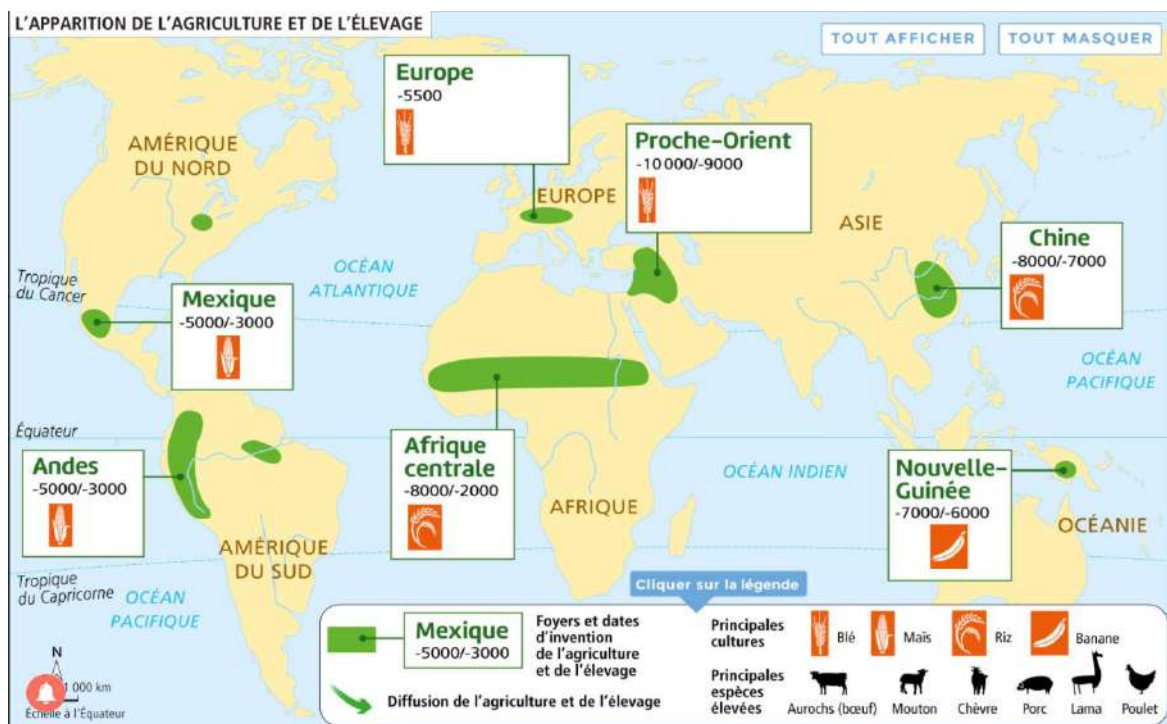 L'APPARITION DE L'AGRICULTURE ET DE L'ÉLEVAGE
TOUT AFFICHER
TOUT MASQUER
Europe
-5500
AMÉRIQUE
DU NORD
Proche-Orient
-10 000/-9000
EUROPE
ASIE
Chine
-8000/-7000
OCÉAN
ATLANTIQUE
Tropique
du Cancer
Mexique
-5000/-3000
OCÉAN
PACIFIQUE
Équateur
Andes
-5000/-3000
Afrique
centrale
-8000/-2000
OCÉAN INDIEN
Nouvelle-
Guinée
-7000/-6000
AFRIQUE
OCÉANIE
AMÉRIQUE
DU SUD
Tropique
du Capricorne
OCÉAN
PACIFIQUE
Cliquer sur la légende
Mexique
-5000/-3000
Foyers et dates
d'invention
de l'agriculture
et de l'élevage
Diffusion de l'agriculture et de l'élevage
Principales
cultures
Blé
Maïs
Riz
Banane
Principales
espèces
élevées
Aurochs (bœuf)
Mouton
Chèvre
Porc
Lama
Poulet
N
1 000 km
Échelle à l'Équateur